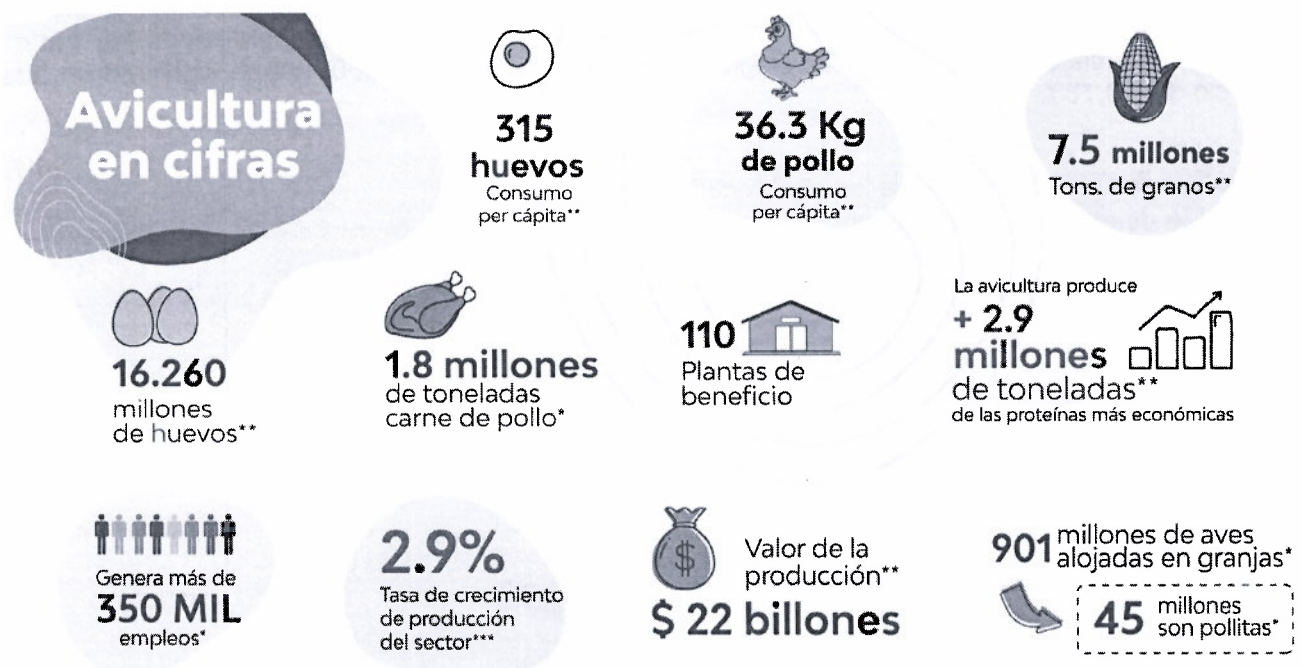 Avicultura
en cifras
315
huevos
Consumo
per cápita**
36.3 Kg
de pollo
Consumo
per cápita**
7.5 millones
Tons. de granos**
16.260
millones
de huevos**
1.8 millones
de toneladas
carne de pollo*
110
Plantas de
beneficio
La avicultura produce
+ 2.9
millones
de toneladas**
de las proteínas más económicas
Genera más de
350 MIL
empleos*
2.9%
Tasa de crecimiento
de producción
del sector***
$
Valor de la
producción**
$ 22 billones
901 millones de aves
alojadas en granjas*
45 millones
son pollitas*